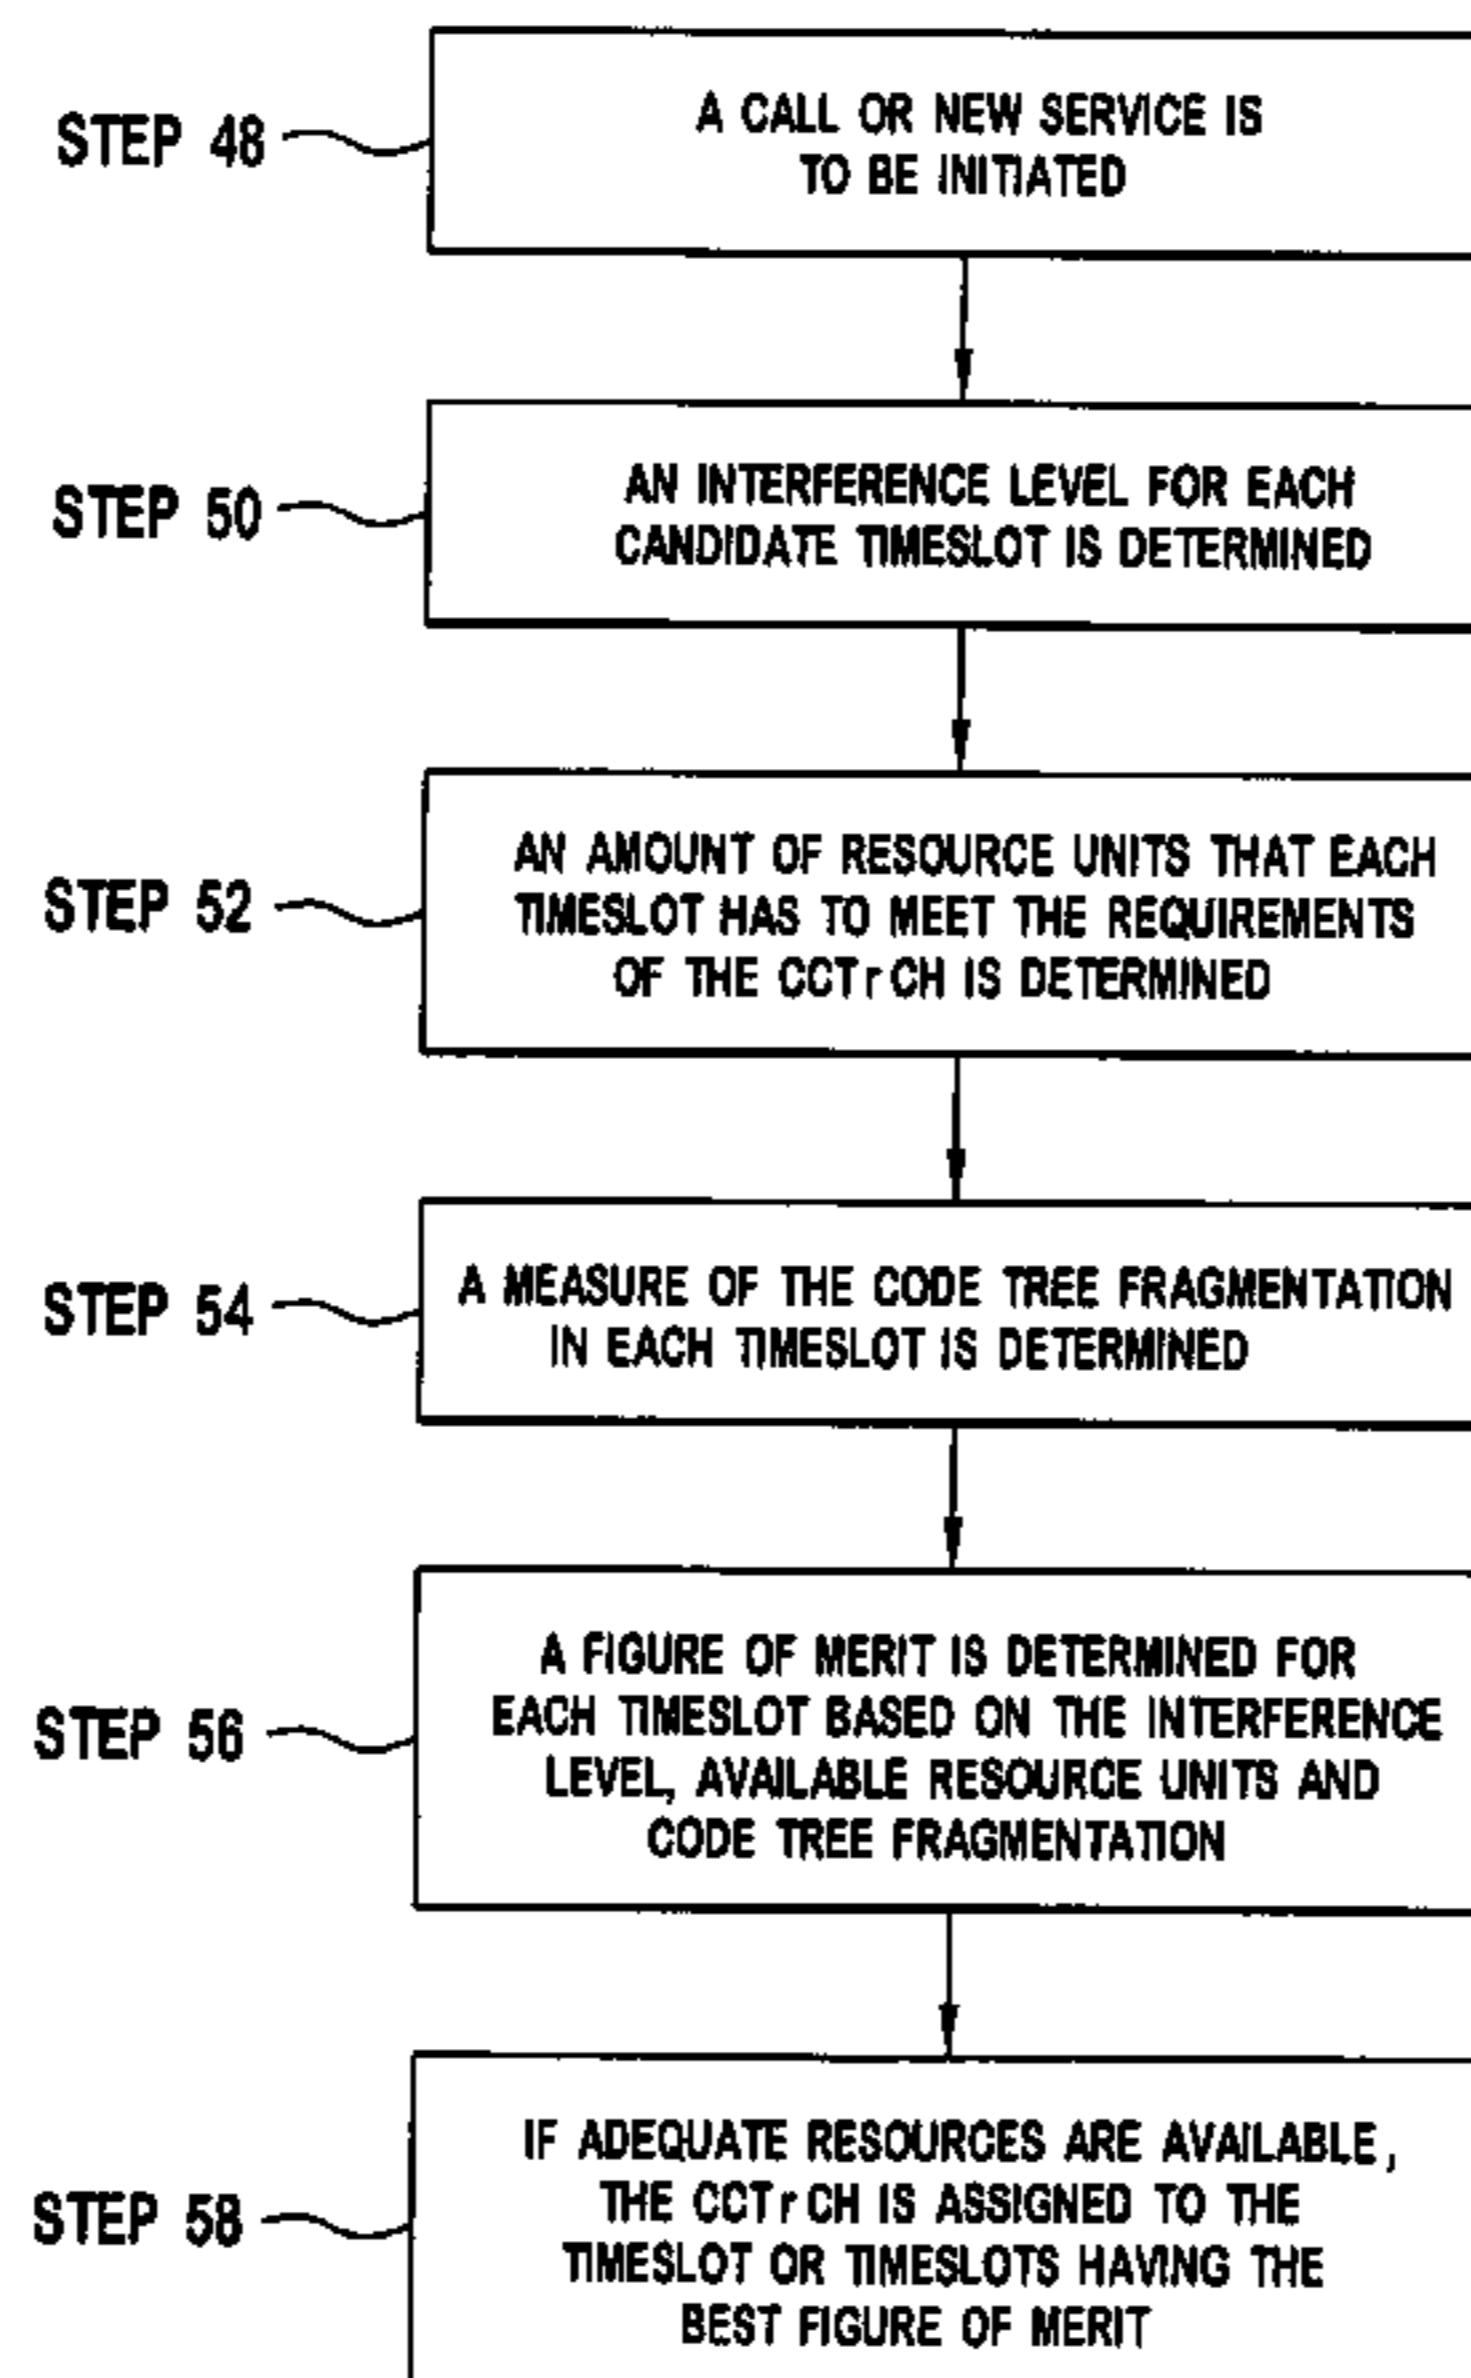 STEP 48
A CALL OR NEW SERVICE IS
TO BE INITIATED
STEP 50
AN INTERFERENCE LEVEL FOR EACH
CANDIDATE TIMESLOT IS DETERMINED
STEP 52
AN AMOUNT OF RESOURCE UNITS THAT EACH
TIMESLOT HAS TO MEET THE REQUIREMENTS
OF THE CCTrCH IS DETERMINED
STEP 54
A MEASURE OF THE CODE TREE FRAGMENTATION
IN EACH TIMESLOT IS DETERMINED
STEP 56
A FIGURE OF MERIT IS DETERMINED FOR
EACH TIMESLOT BASED ON THE INTERFERENCE
LEVEL, AVAILABLE RESOURCE UNITS AND
CODE TREE FRAGMENTATION
STEP 58
IF ADEQUATE RESOURCES ARE AVAILABLE,
THE CCTrCH IS ASSIGNED TO THE
TIMESLOT OR TIMESLOTS HAVING THE
BEST FIGURE OF MERIT